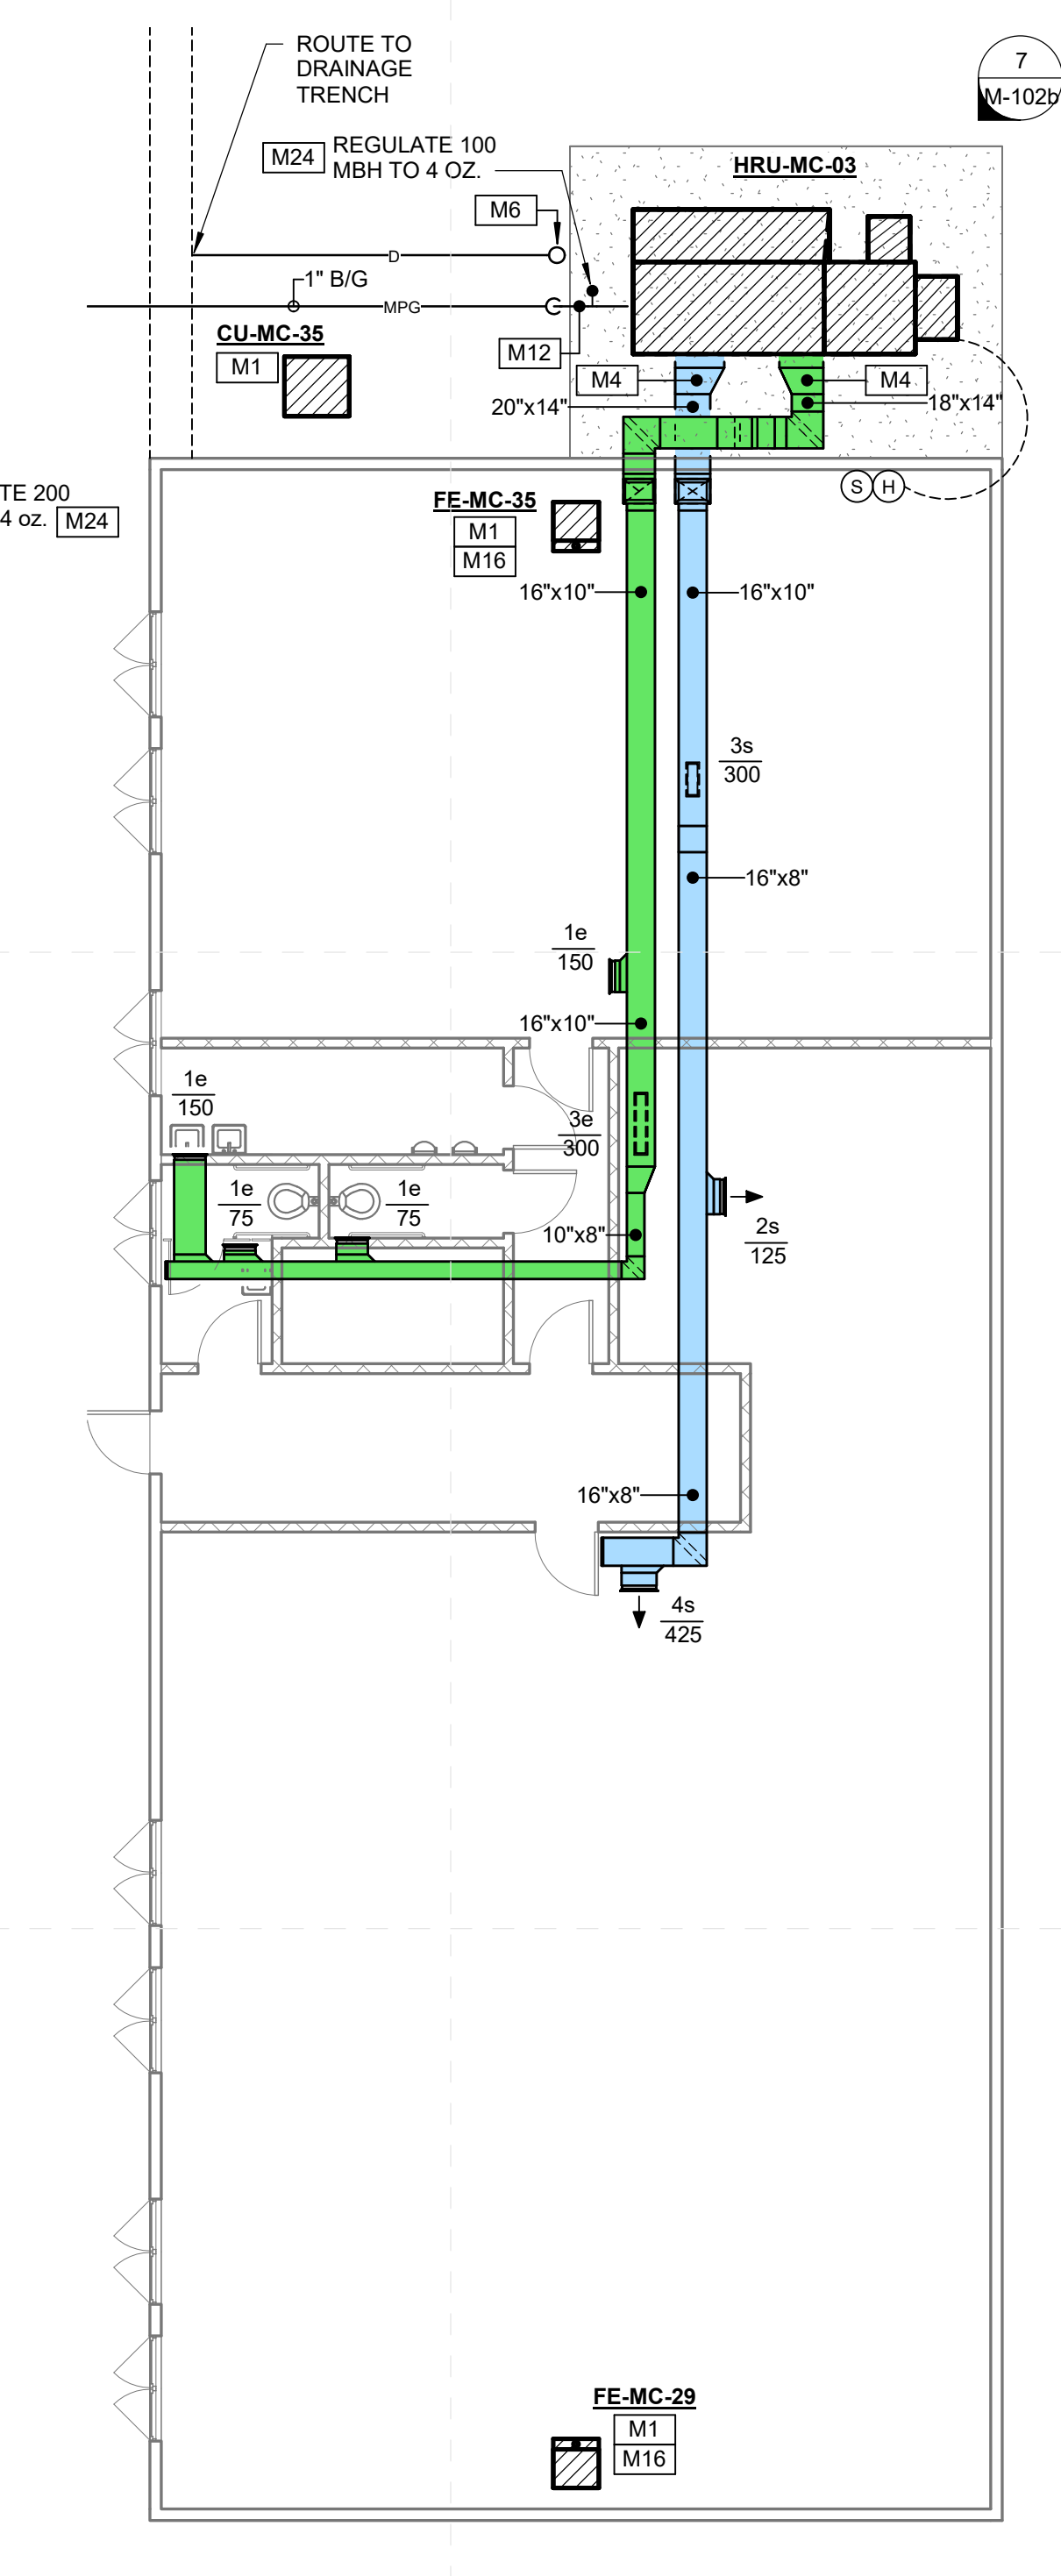 ROUTE TO
DRAINAGE
TRENCH
7
M-102b
M24
REGULATE 100
MBH TO 4 OZ.
HRU-MC-03
M6
D
1" B/G
MPG
CU-MC-35
M1
M12
M4
M4
20"x14"
18"x14"
TE 200
4 oz.
M24
FE-MC-35
M1
M16
S
H
16"x10"
16"x10"
3s
300
16"x8"
1e
150
16"x10"
1e
150
3e
300
1e
75
1e
75
10"x8"
2s
125
16"x8"
4s
425
FE-MC-29
M1
M16